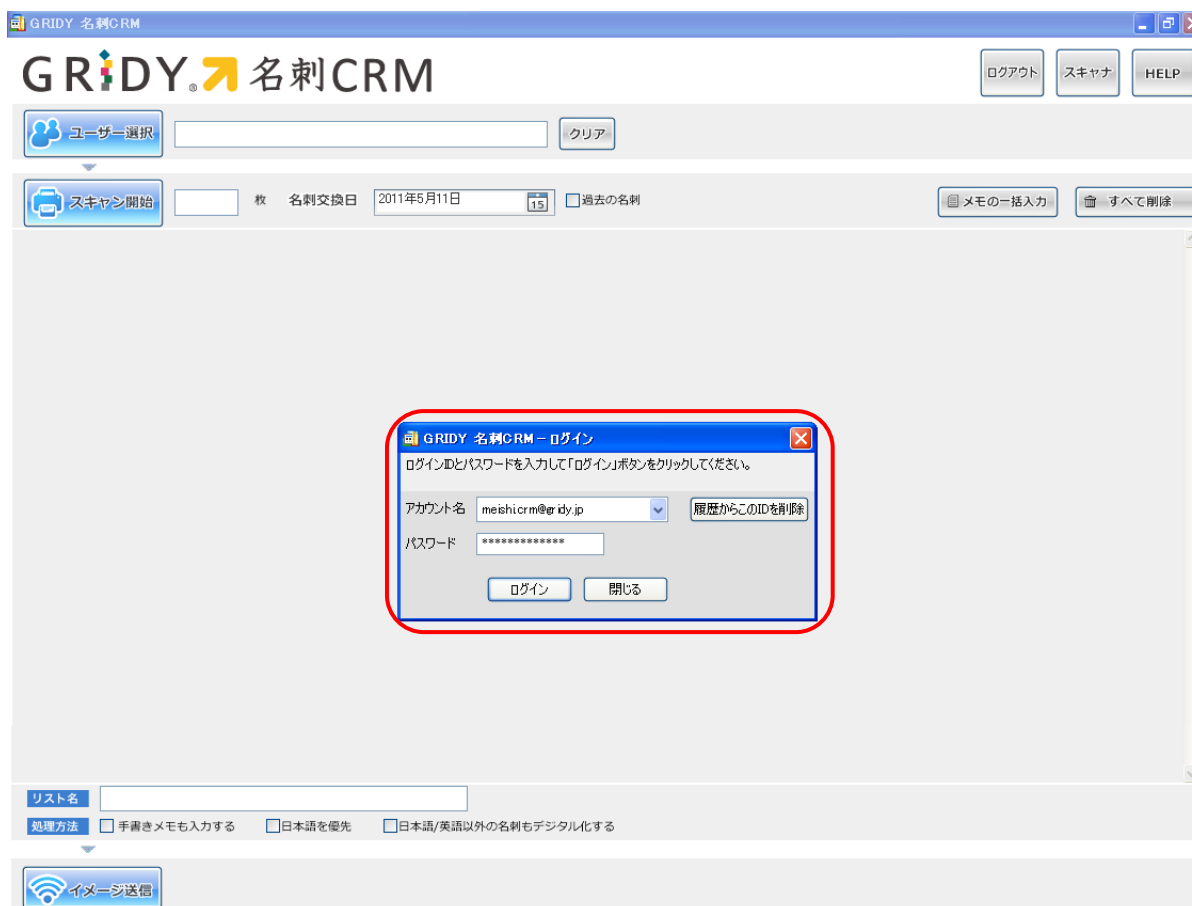 GRIDY 名刺CRM
GRiDY® 名刺CRM
ログアウト スキャナ HELP
ユーザー選択 クリア
スキャン開始 枚 名刺交換日 2011年5月11日 15 過去の名刺 メモの一括入力 すべて削除
GRIDY 名刺CRM－ログイン
ログインIDとパスワードを入力して「ログイン」ボタンをクリックしてください。
アカウント名 meishicrm@gridy.jp 履歴からこのIDを削除
パスワード *************
ログイン 閉じる
リスト名
処理方法 手書きメモも入力する 日本語を優先 日本語/英語以外の名刺もデジタル化する
イメージ送信